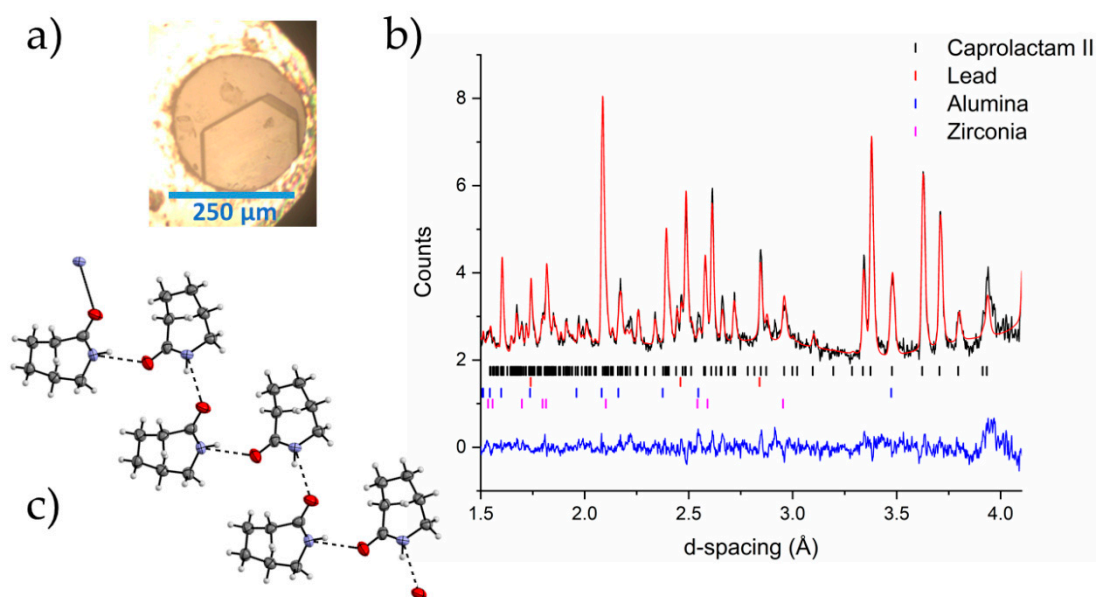 a)
250 μm
b)
Caprolactam II
Lead
Alumina
Zirconia
8
6
4
2
0
Counts
1.5
2.0
2.5
3.0
3.5
4.0
d-spacing (Å)
c)